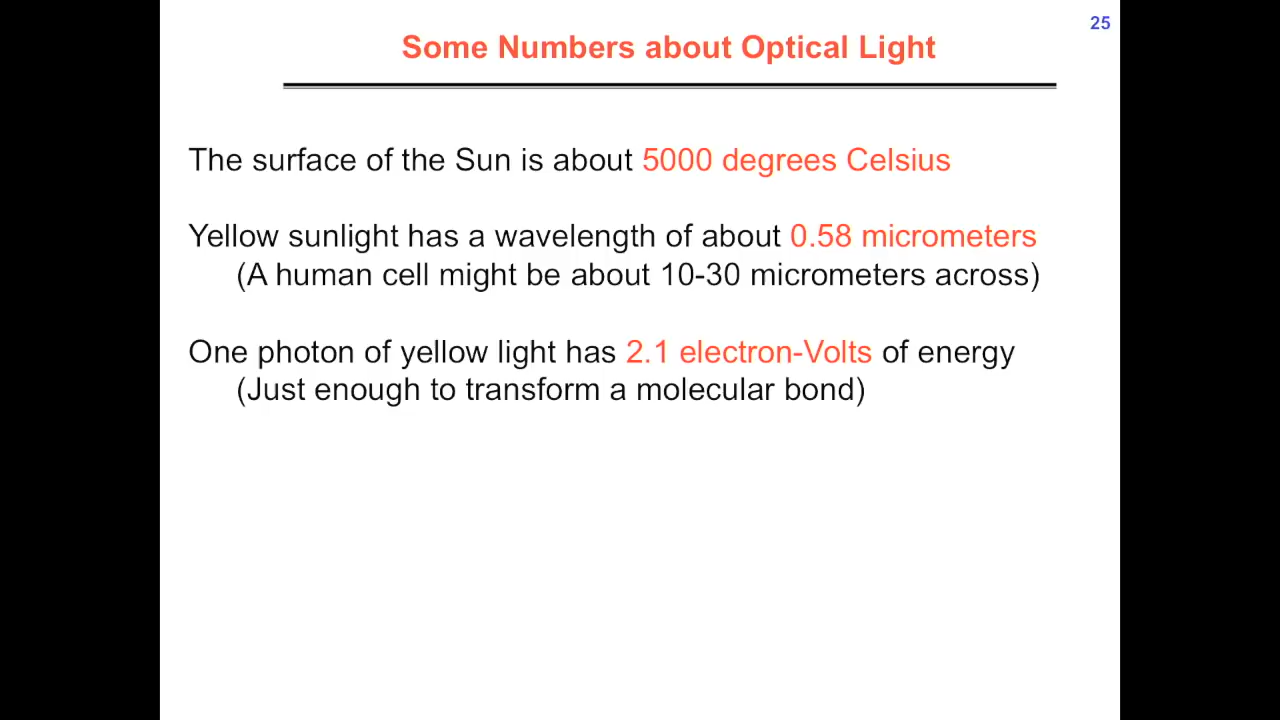 25
Some Numbers about Optical Light
The surface of the Sun is about 5000 degrees Celsius
Yellow sunlight has a wavelength of about 0.58 micrometers
(A human cell might be about 10-30 micrometers across)
One photon of yellow light has 2.1 electron-Volts of energy
(Just enough to transform a molecular bond)